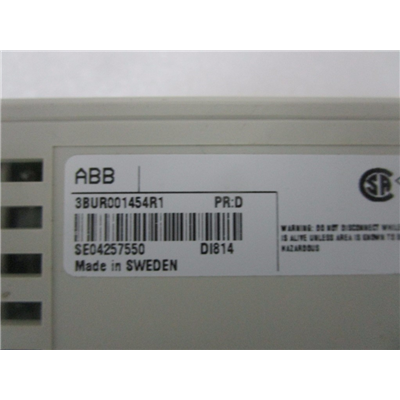 ABB
3BUR001454R1 PR:D
SE04257550 DI814
Made in SWEDEN
SA
WARNING: DO NOT DISCONNECT WHILE
IS ALIVE UNLESS AREA IS KNOWN TO
HAZARDOUS